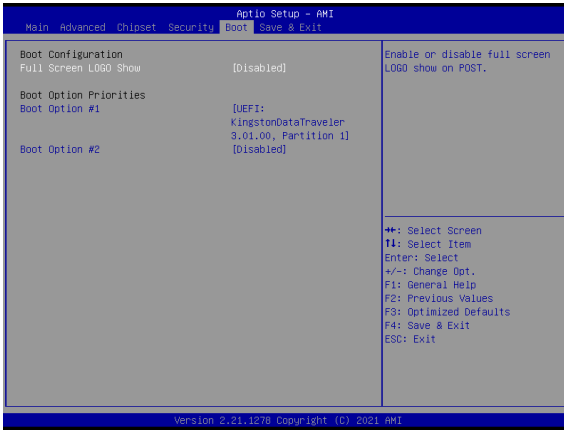 Aptio Setup – AMI
Main Advanced Chipset Security Boot Save & Exit
Boot Configuration
Full Screen LOGO Show [Disabled]
Boot Option Priorities
Boot Option #1 [UEFI:
KingstonDataTraveler
3.01.00, Partition 1]
Boot Option #2 [Disabled]
Enable or disable full screen
LOGO show on POST.
→←: Select Screen
↑↓: Select Item
Enter: Select
+/-: Change Opt.
F1: General Help
F2: Previous Values
F3: Optimized Defaults
F4: Save & Exit
ESC: Exit
Version 2.21.1278 Copyright (C) 2021 AMI